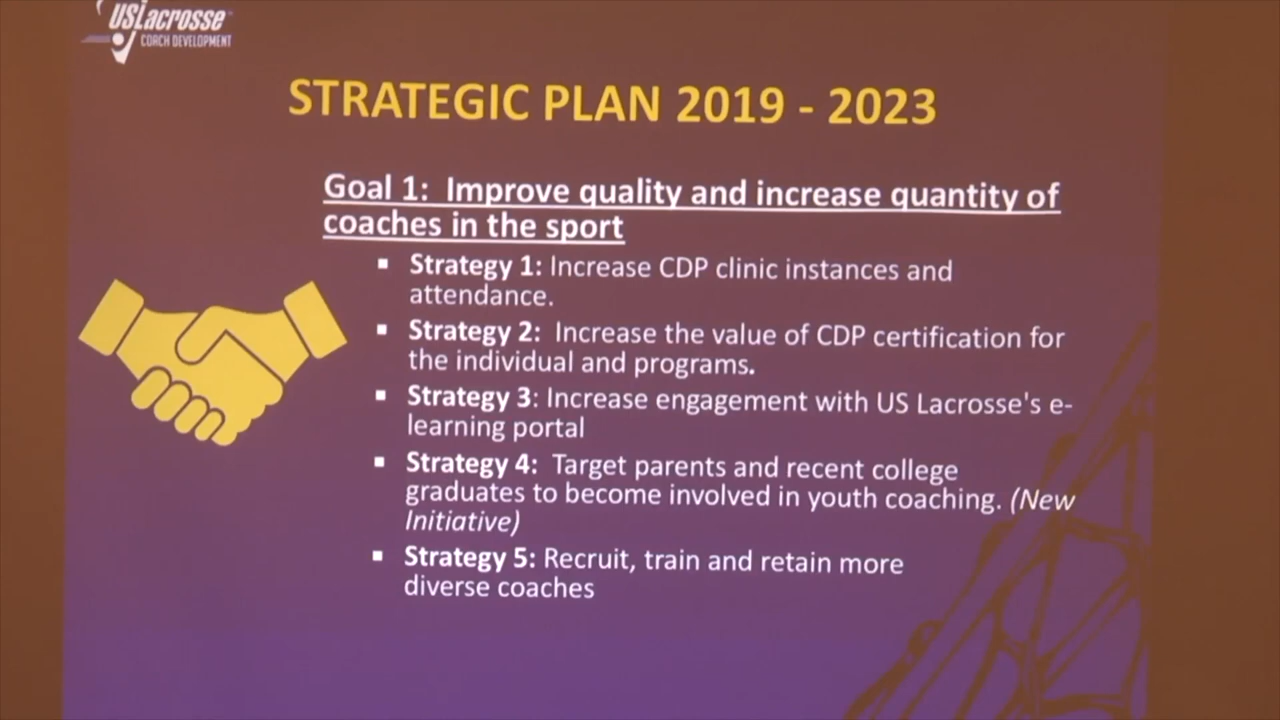 USLacrosse
COACH DEVELOPMENT
STRATEGIC PLAN 2019 - 2023
Goal 1:  Improve quality and increase quantity of
coaches in the sport
▪ Strategy 1: Increase CDP clinic instances and
attendance.
▪ Strategy 2:  Increase the value of CDP certification for
the individual and programs.
▪ Strategy 3: Increase engagement with US Lacrosse's e-
learning portal
▪ Strategy 4:  Target parents and recent college
graduates to become involved in youth coaching. (New
Initiative)
▪ Strategy 5: Recruit, train and retain more
diverse coaches